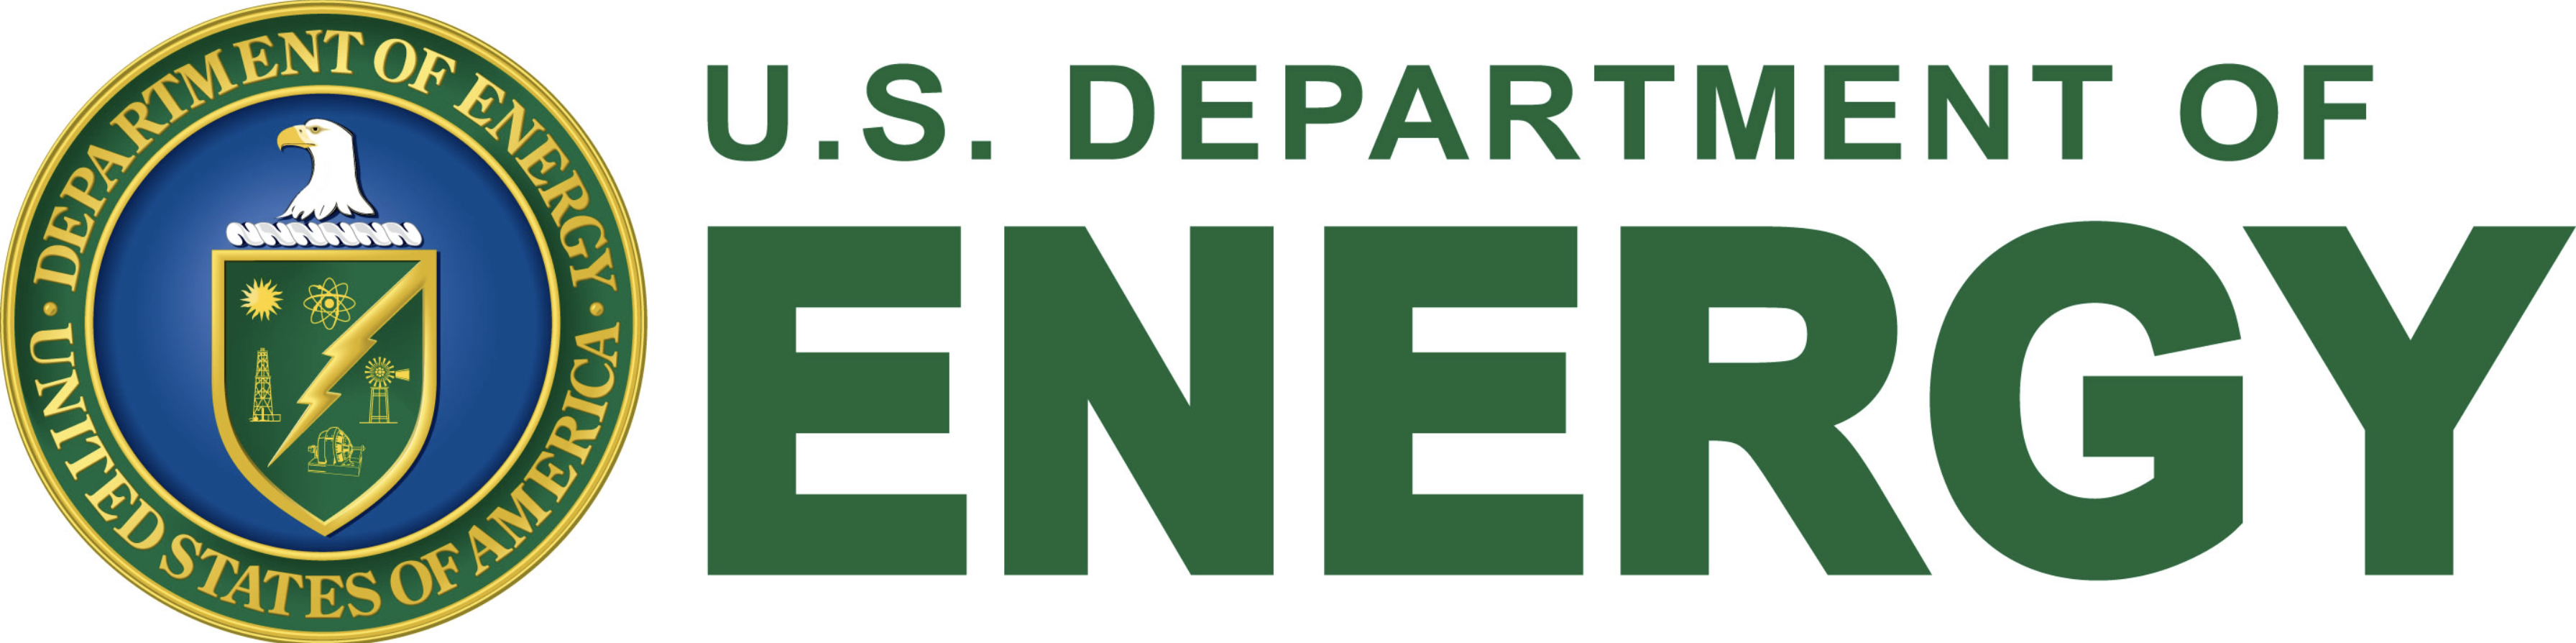 DEPARTMENT OF ENERGY
UNITED STATES OF AMERICA
U.S. DEPARTMENT OF
ENERGY